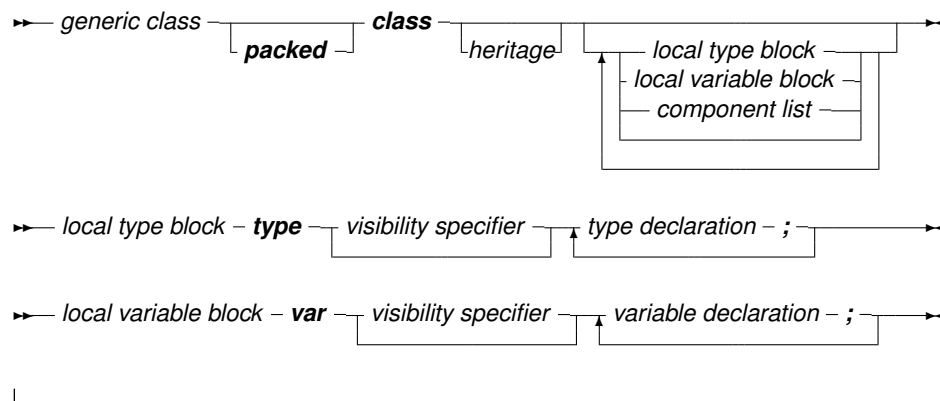 generic class class
packed heritage local type block
local variable block
component list
local type block type visibility specifier type declaration ;
local variable block var visibility specifier variable declaration ;